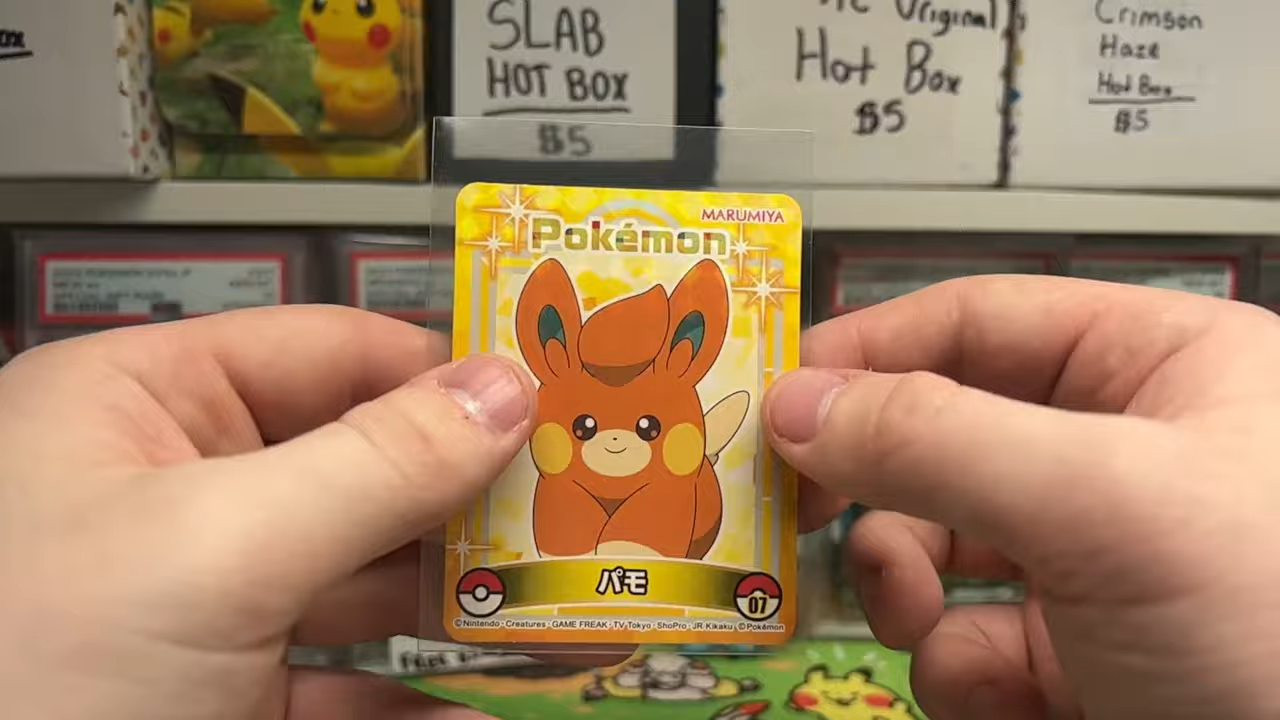 SLAB
HOT BOX
$5
Original
Hot Box
$5
Crimson
Haze
Hot Box
$5
MARUMIYA
Pokémon
パモ
07
©Nintendo・Creatures・GAME FREAK・TV Tokyo・ShoPro・JR Kikaku ©Pokémon